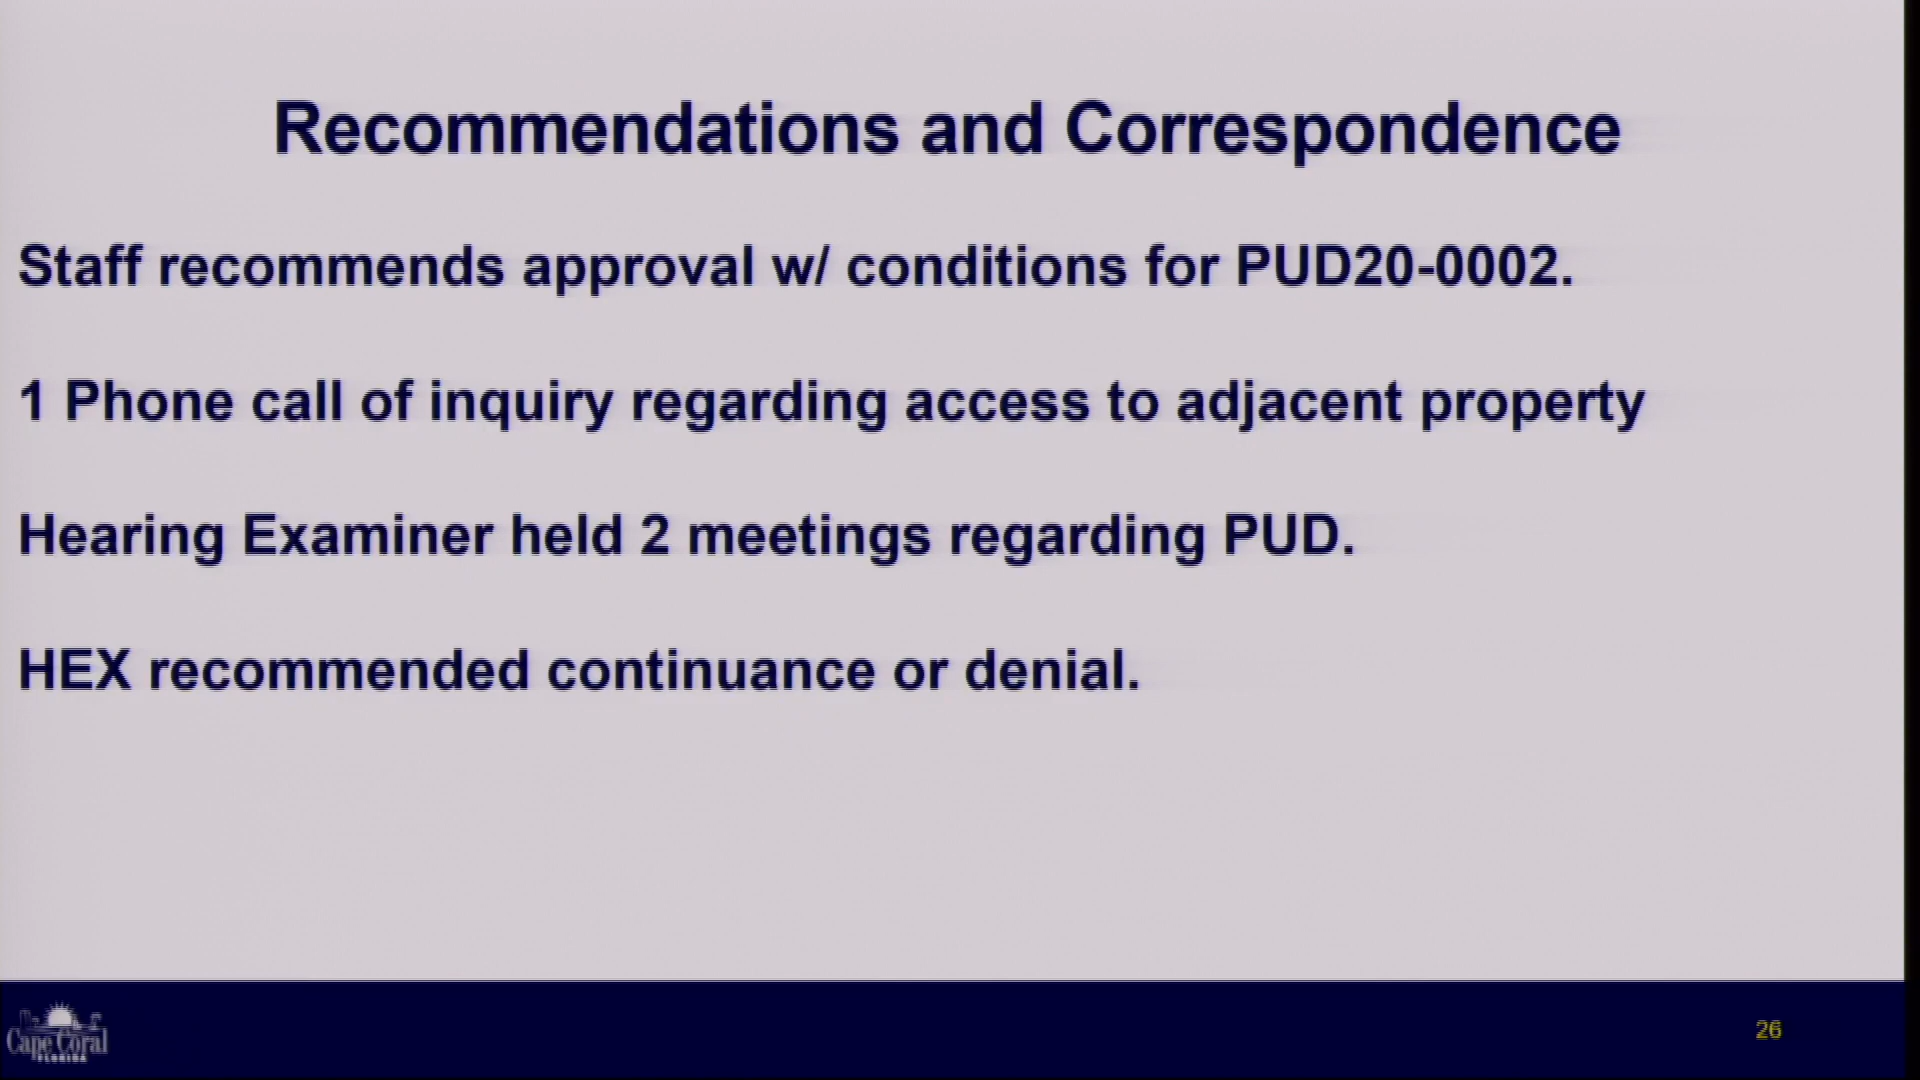 Recommendations and Correspondence
Staff recommends approval w/ conditions for PUD20-0002.
1 Phone call of inquiry regarding access to adjacent property
Hearing Examiner held 2 meetings regarding PUD.
HEX recommended continuance or denial.
Cape Coral
FLORIDA
26